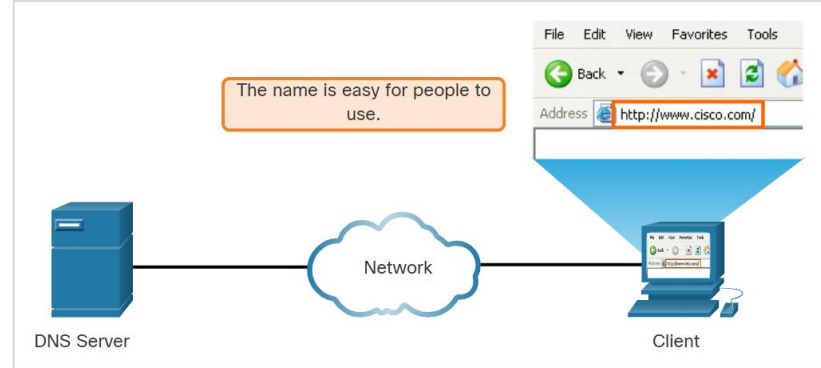 File Edit View Favorites Tools
Back
The name is easy for people to
use.
Address http://www.cisco.com/
Network
DNS Server
Client